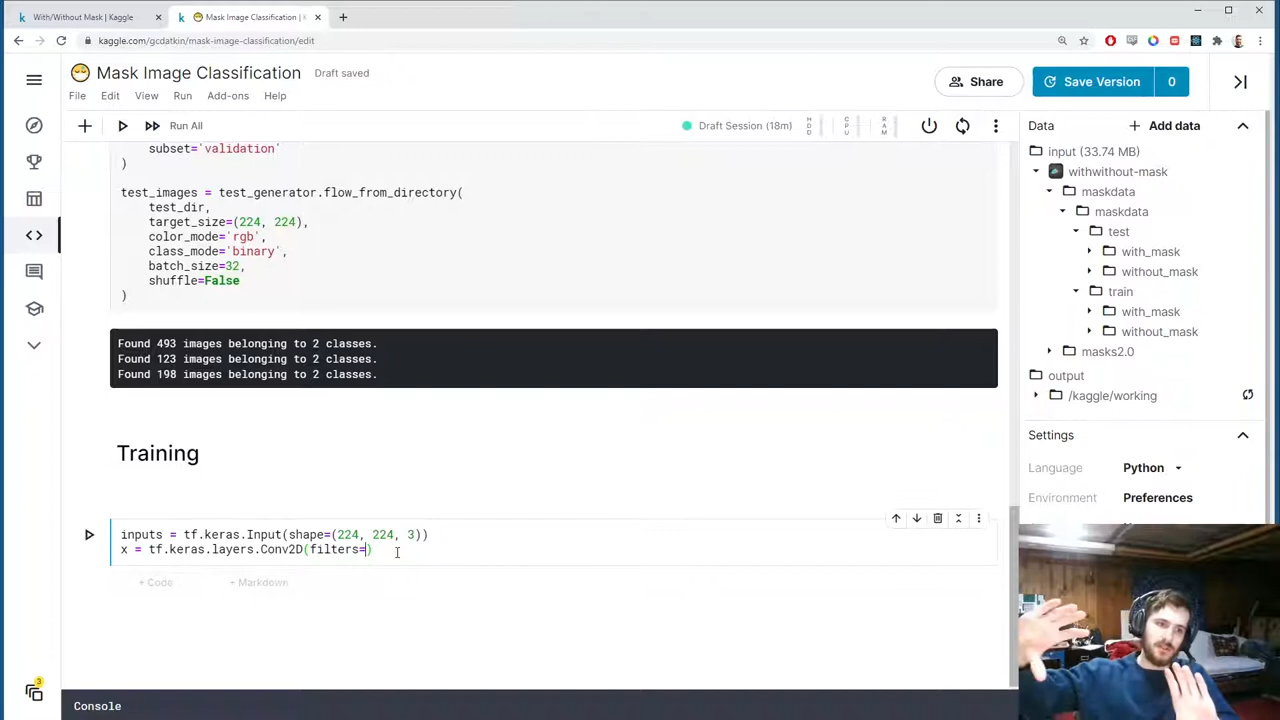 With/Without Mask | Kaggle
Mask Image Classification | K
kaggle.com/gcdatkin/mask-image-classification/edit
Mask Image Classification
Draft saved
Share
Save Version
0
File
Edit
View
Run
Add-ons
Help
Run All
Draft Session (18m)
HDD
CPU
RAM
subset='validation'
)
test_images = test_generator.flow_from_directory(
test_dir,
target_size=(224, 224),
color_mode='rgb',
class_mode='binary',
batch_size=32,
shuffle=False
)
Found 493 images belonging to 2 classes.
Found 123 images belonging to 2 classes.
Found 198 images belonging to 2 classes.
Training
inputs = tf.keras.Input(shape=(224, 224, 3))
x = tf.keras.layers.Conv2D(filters=)
+ Code
+ Markdown
Console
3
Data
Add data
input (33.74 MB)
withwithout-mask
maskdata
maskdata
test
with_mask
without_mask
train
with_mask
without_mask
masks2.0
output
/kaggle/working
Settings
Language
Python
Environment
Preferences